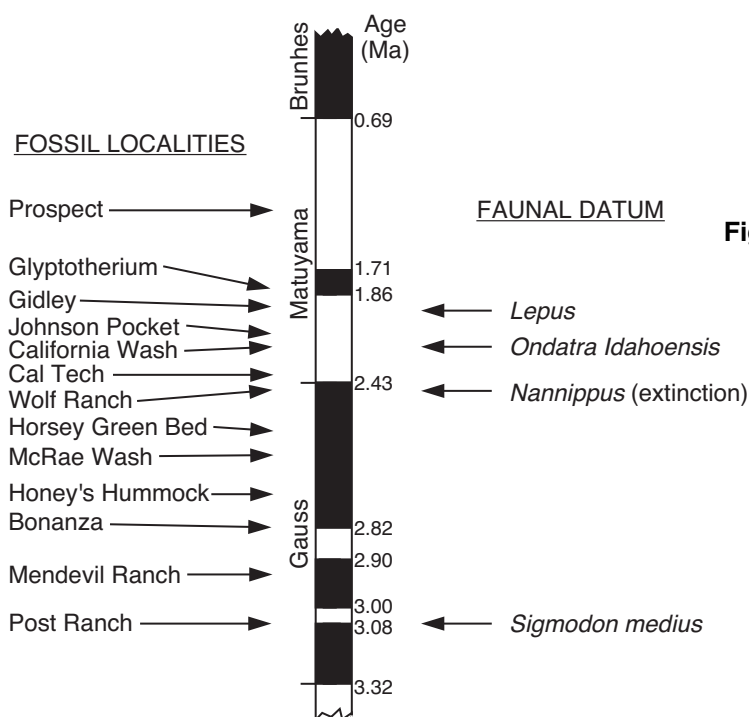 Age
(Ma)
Brunhes
0.69
FOSSIL LOCALITIES
Prospect
FAUNAL DATUM
Fig
Matuyama
Glyptotherium
1.71
Gidley
1.86
Lepus
Johnson Pocket
California Wash
Ondatra Idahoensis
Cal Tech
2.43
Nannippus (extinction)
Wolf Ranch
Horsey Green Bed
McRae Wash
Honey's Hummock
Bonanza
2.82
Gauss
2.90
Mendevil Ranch
3.00
Post Ranch
3.08
Sigmodon medius
3.32